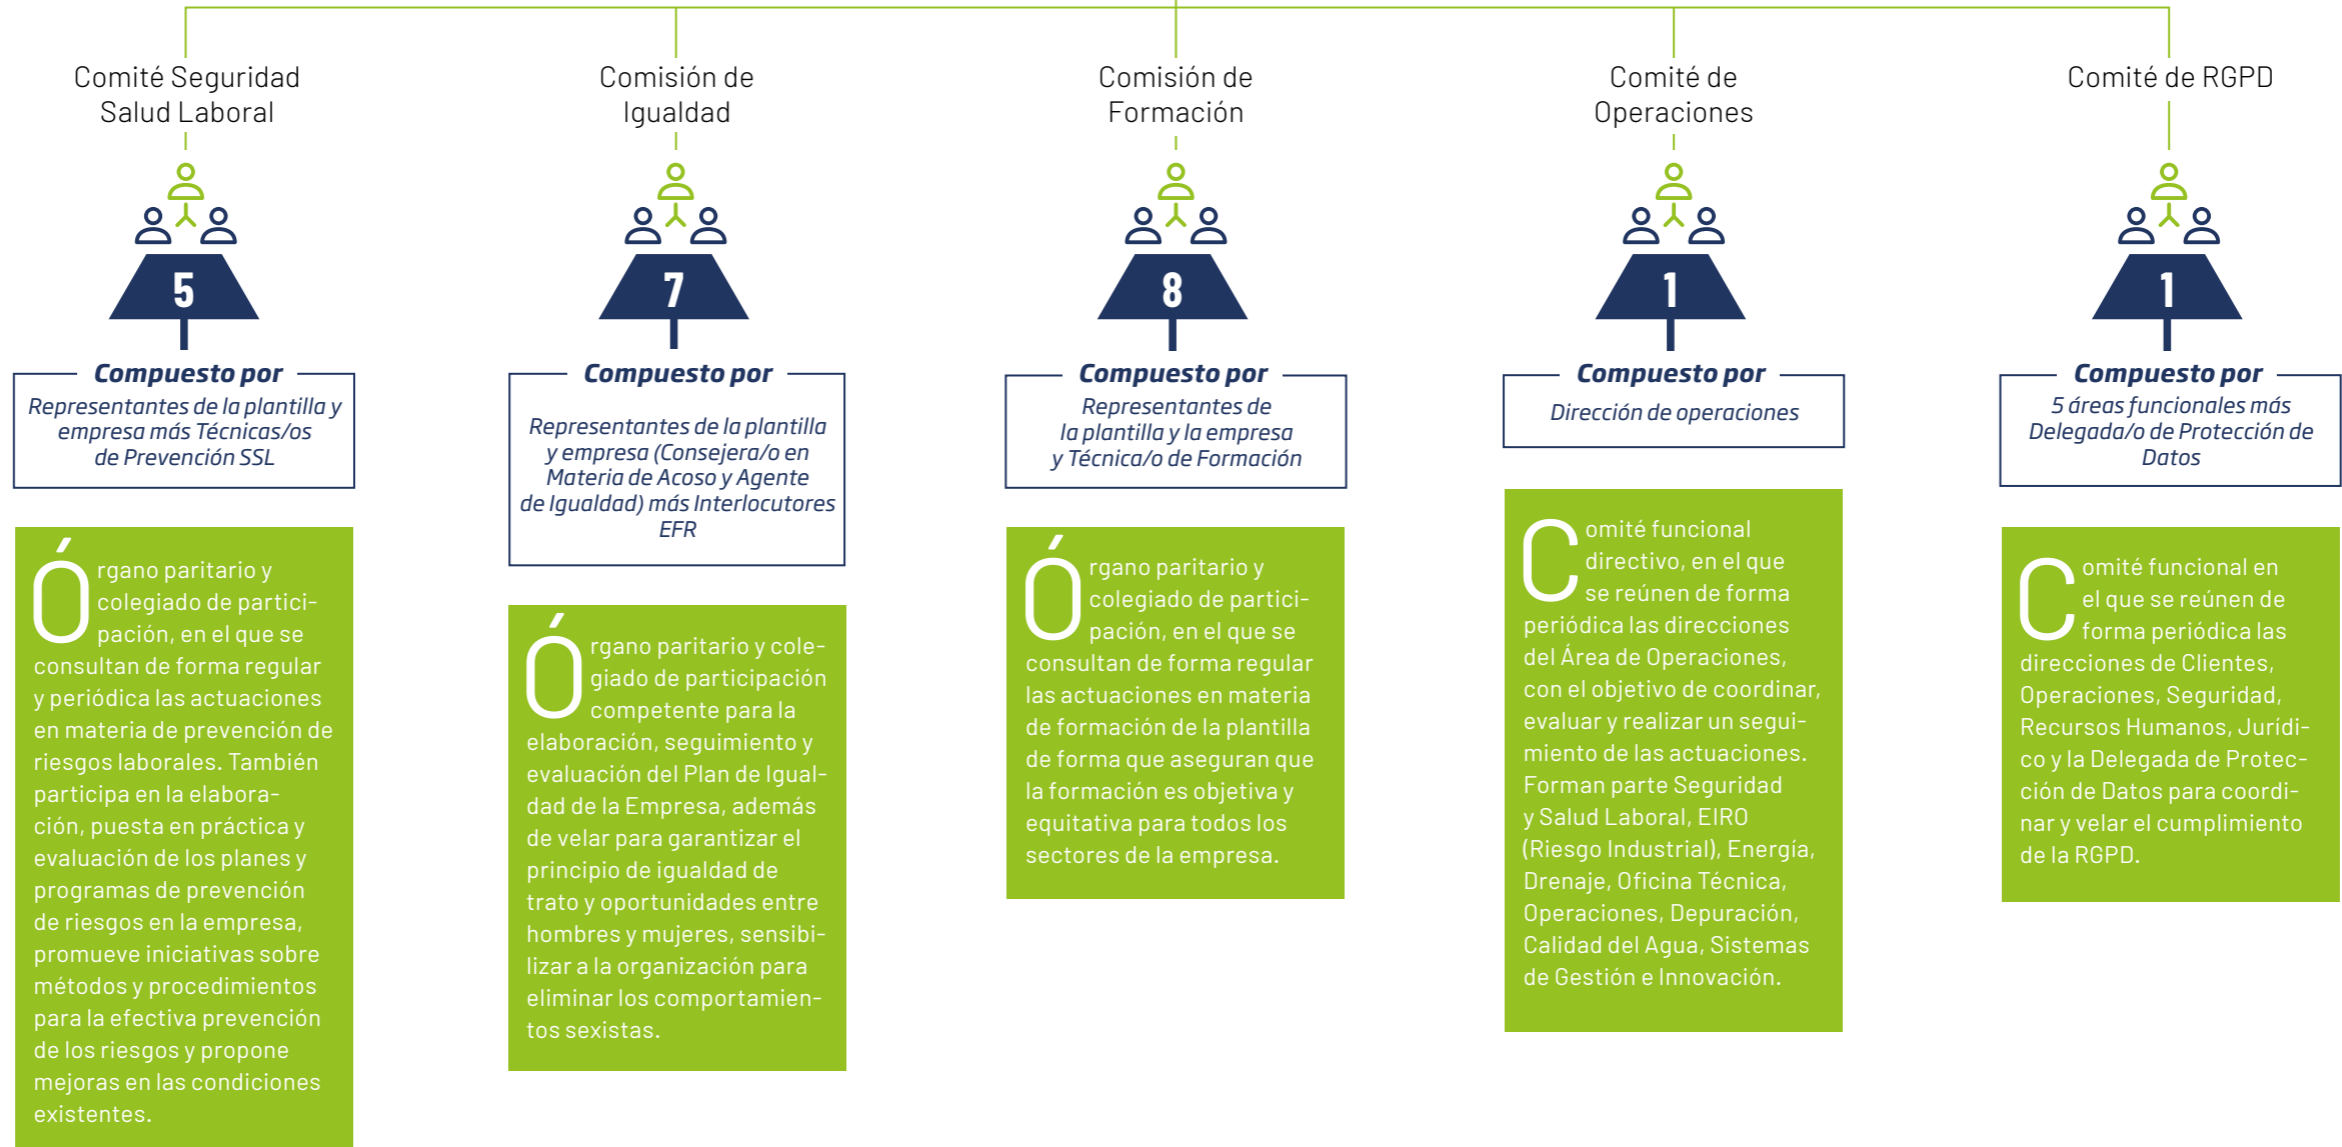 Comité Seguridad
Salud Laboral
5
Compuesto por
Representantes de la plantilla y
empresa más Técnicas/os
de Prevención SSL
Órgano paritario y
colegiado de partici-
pación, en el que se
consultan de forma regular
y periódica las actuaciones
en materia de prevención de
riesgos laborales. También
participa en la elabora-
ción, puesta en práctica y
evaluación de los planes y
programas de prevención
de riesgos en la empresa,
promueve iniciativas sobre
métodos y procedimientos
para la efectiva prevención
de los riesgos y propone
mejoras en las condiciones
existentes.
Comisión de
Igualdad
7
Compuesto por
Representantes de la plantilla
y empresa (Consejera/o en
Materia de Acoso y Agente
de Igualdad) más Interlocutores
EFR
Órgano paritario y cole-
giado de participación
competente para la
elaboración, seguimiento y
evaluación del Plan de Igual-
dad de la Empresa, además
de velar para garantizar el
principio de igualdad de
trato y oportunidades entre
hombres y mujeres, sensibi-
lizar a la organización para
eliminar los comportamien-
tos sexistas.
Comisión de
Formación
8
Compuesto por
Representantes de
la plantilla y la empresa
y Técnica/o de Formación
Órgano paritario y
colegiado de partici-
pación, en el que se
consultan de forma regular
las actuaciones en materia
de formación de la plantilla
de forma que aseguran que
la formación es objetiva y
equitativa para todos los
sectores de la empresa.
Comité de
Operaciones
1
Compuesto por
Dirección de operaciones
Comité funcional
directivo, en el que
se reúnen de forma
periódica las direcciones
del Área de Operaciones,
con el objetivo de coordinar,
evaluar y realizar un segui-
miento de las actuaciones.
Forman parte Seguridad
y Salud Laboral, EIRO
(Riesgo Industrial), Energía,
Drenaje, Oficina Técnica,
Operaciones, Depuración,
Calidad del Agua, Sistemas
de Gestión e Innovación.
Comité de RGPD
1
Compuesto por
5 áreas funcionales más
Delegada/o de Protección de
Datos
Comité funcional en
el que se reúnen de
forma periódica las
direcciones de Clientes,
Operaciones, Seguridad,
Recursos Humanos, Jurídi-
co y la Delegada de Protec-
ción de Datos para coordi-
nar y velar el cumplimiento
de la RGPD.